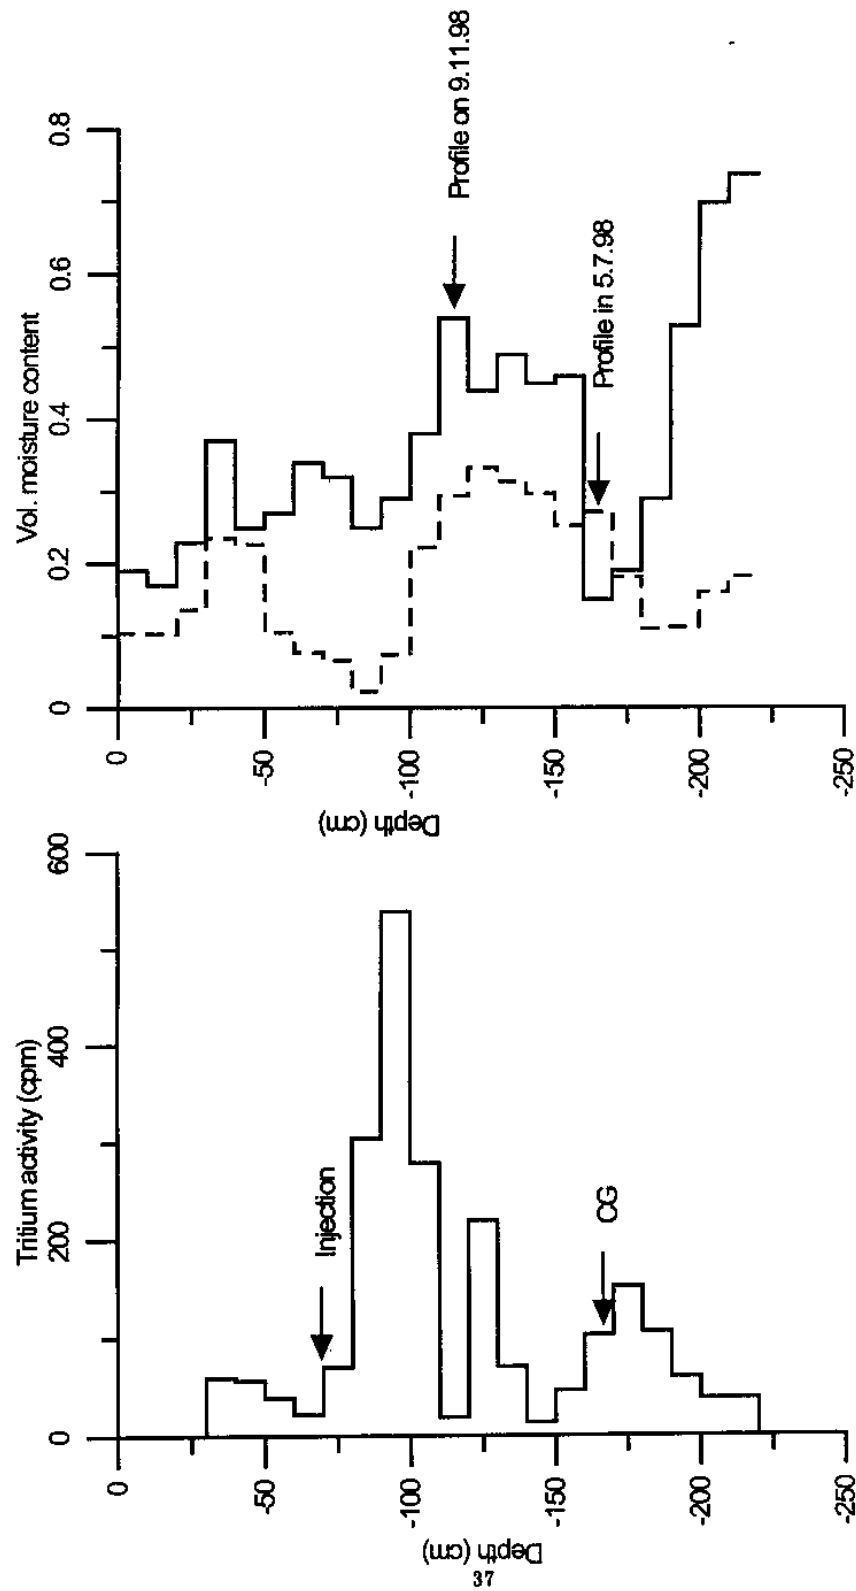 Tritium activity (cpm)
0
200
400
600
0
-50
-100
-150
-200
-250
Depth (cm)
Injection
CG
Vol. moisture content
0
0.2
0.4
0.6
0.8
0
-50
-100
-150
-200
-250
Depth (cm)
Profile on 9.11.98
Profile in 5.7.98
37